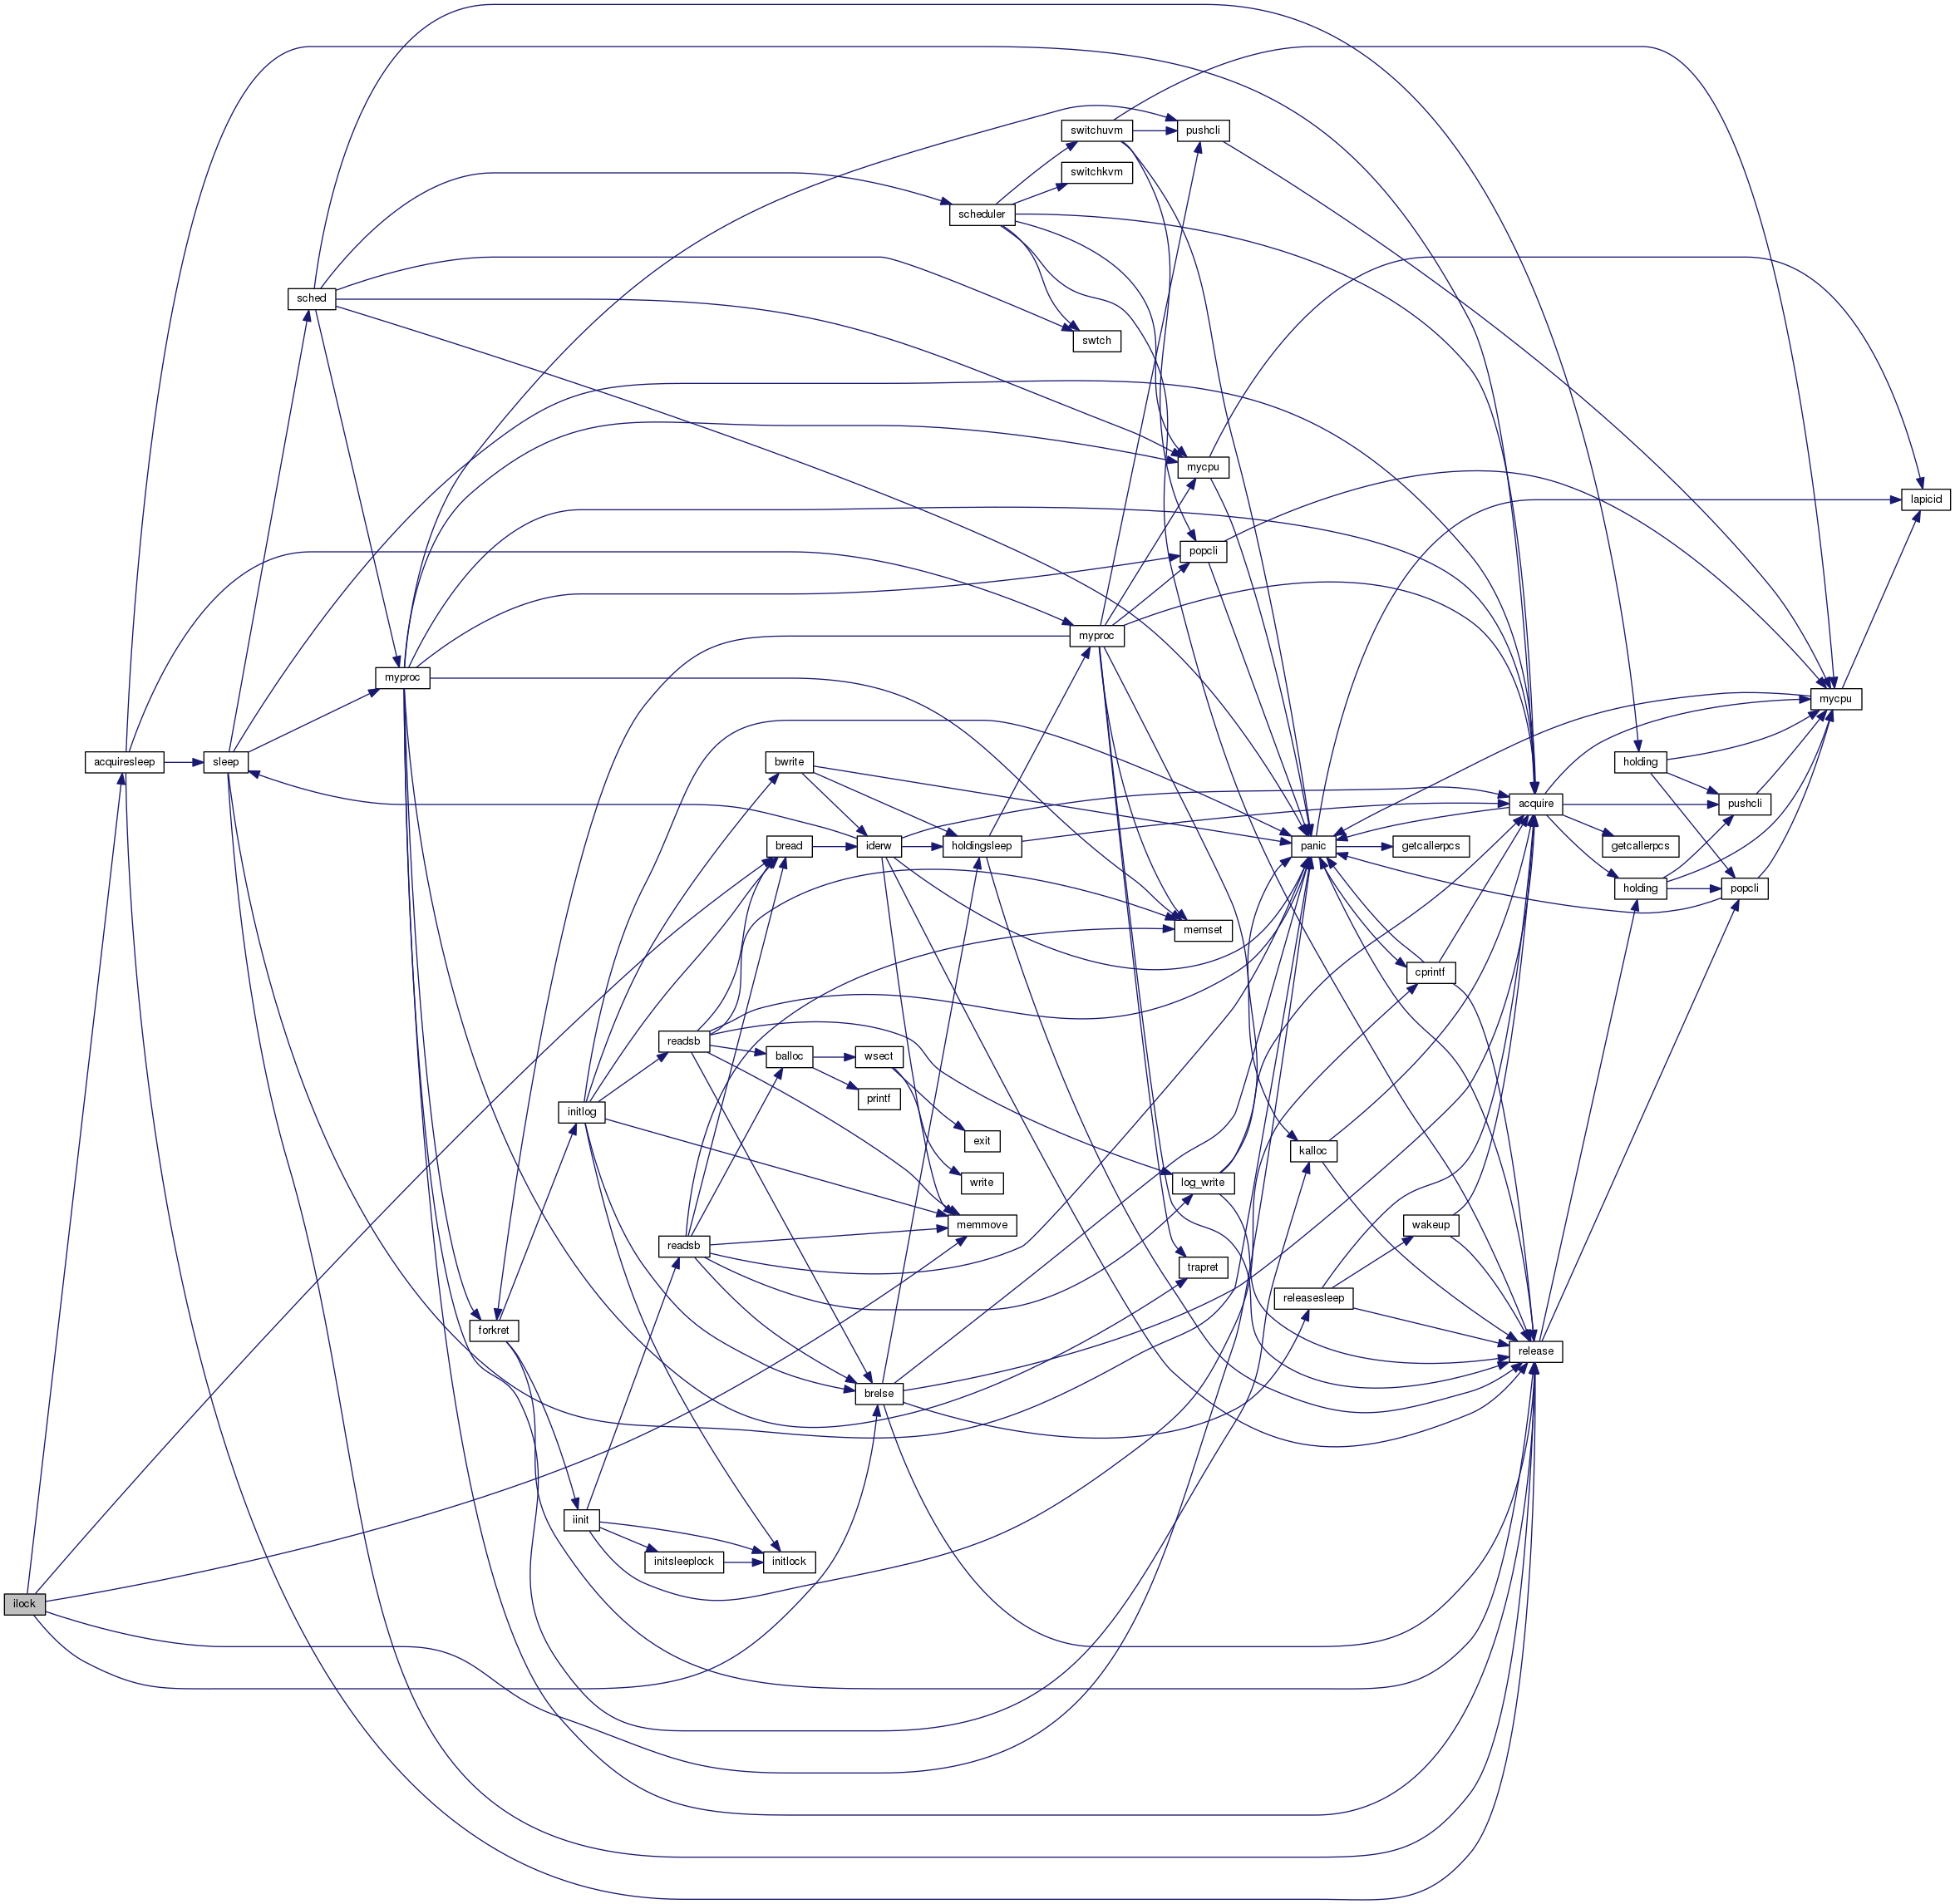 switchuvm
pushcli
switchkvm
scheduler
sched
swtch
mycpu
lapicid
popcli
myproc
myproc
mycpu
acquiresleep
sleep
bwrite
holding
acquire
pushcli
bread
iderw
holdingsleep
panic
getcallerpcs
getcallerpcs
holding
popcli
memset
cprintf
readsb
balloc
wsect
printf
initlog
exit
kalloc
write
log_write
memmove
wakeup
readsb
trapret
releasesleep
forkret
release
brelse
iinit
initsleeplock
initlock
ilock